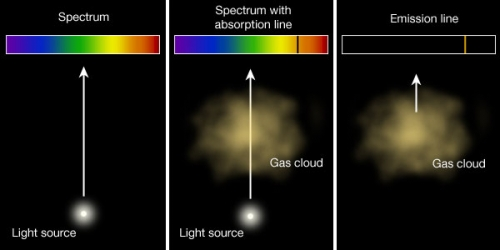 Spectrum
Light source
Spectrum with
absorption line
Gas cloud
Light source
Emission line
Gas cloud